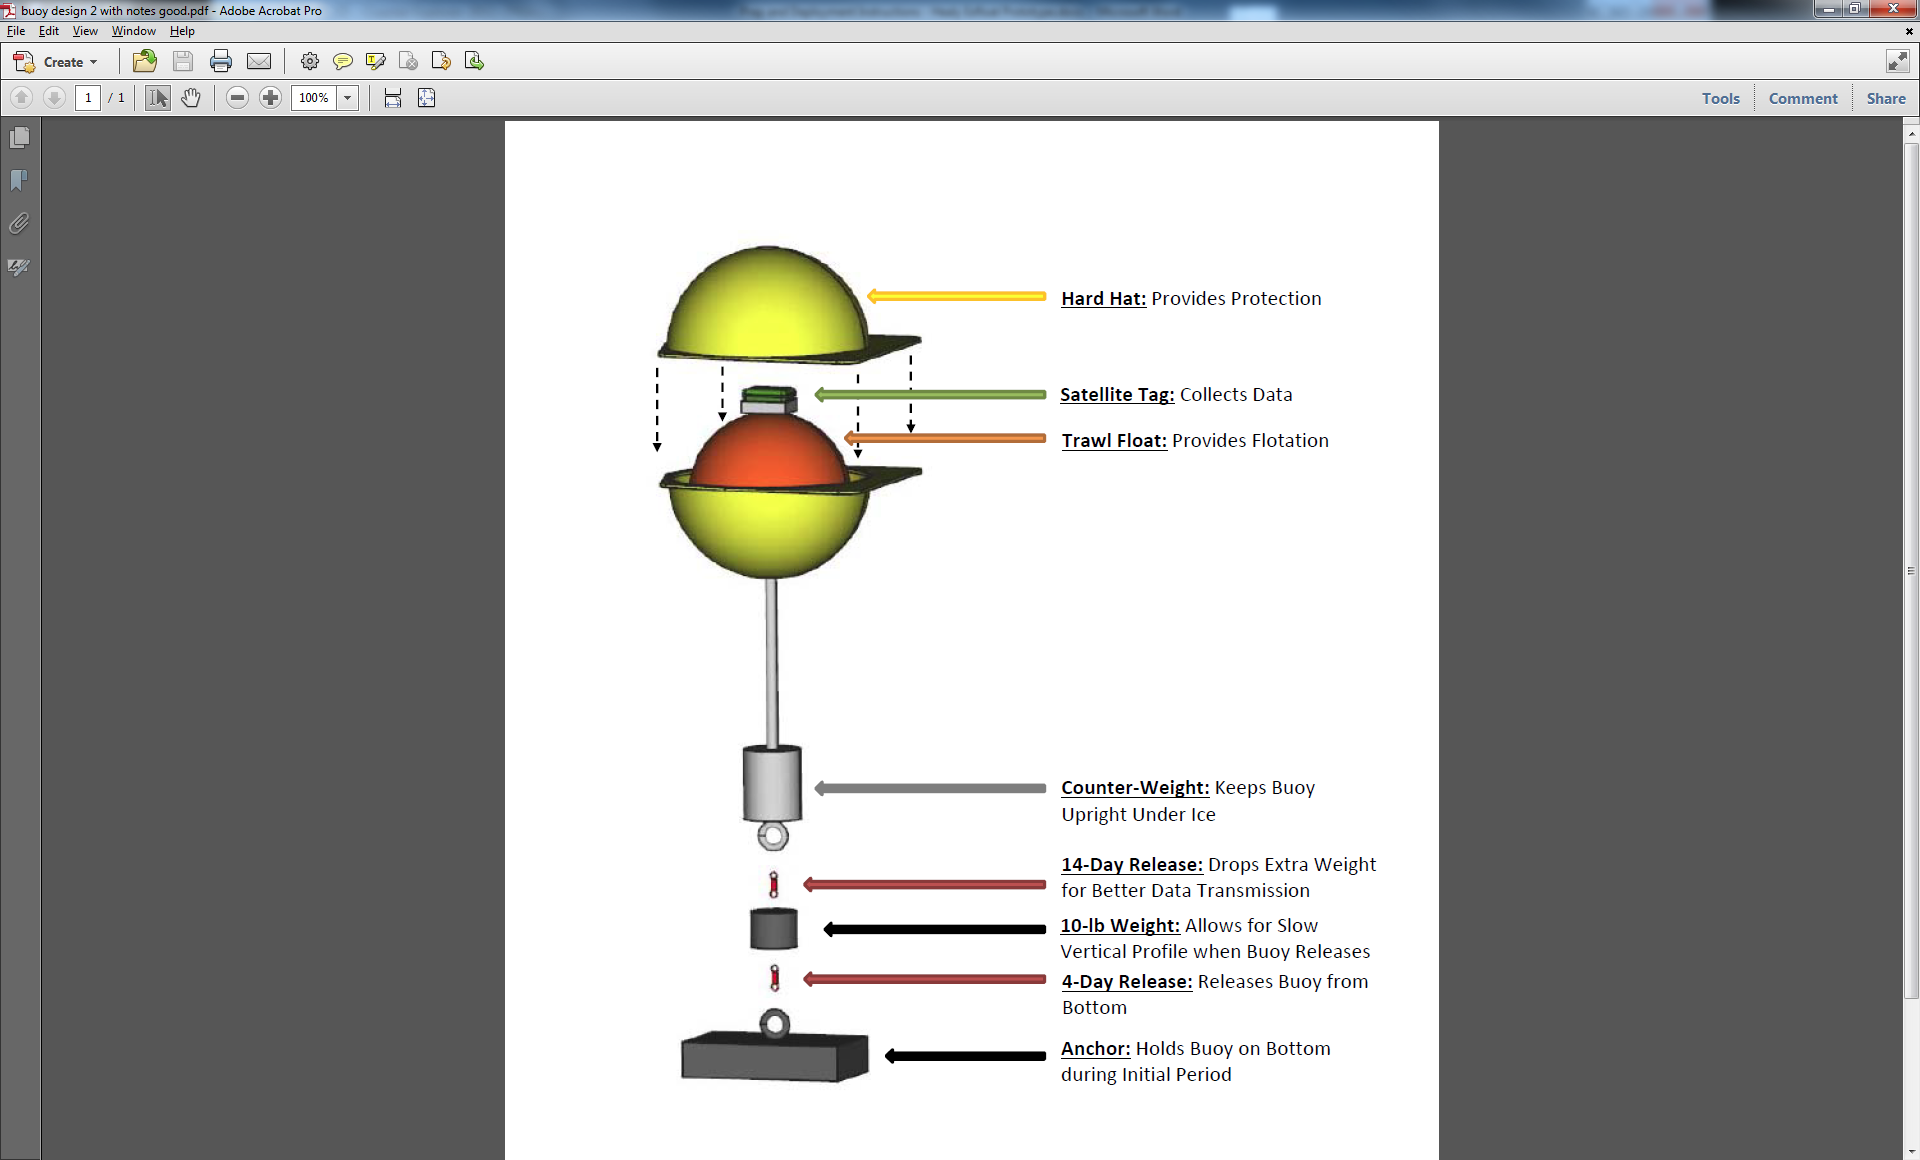 buoy design 2 with notes good.pdf - Adobe Acrobat Pro
File Edit View Window Help
Create
1 / 1
100%
Tools Comment Share
Hard Hat: Provides Protection
Satellite Tag: Collects Data
Trawl Float: Provides Flotation
Counter-Weight: Keeps Buoy
Upright Under Ice
14-Day Release: Drops Extra Weight
for Better Data Transmission
10-lb Weight: Allows for Slow
Vertical Profile when Buoy Releases
4-Day Release: Releases Buoy from
Bottom
Anchor: Holds Buoy on Bottom
during Initial Period